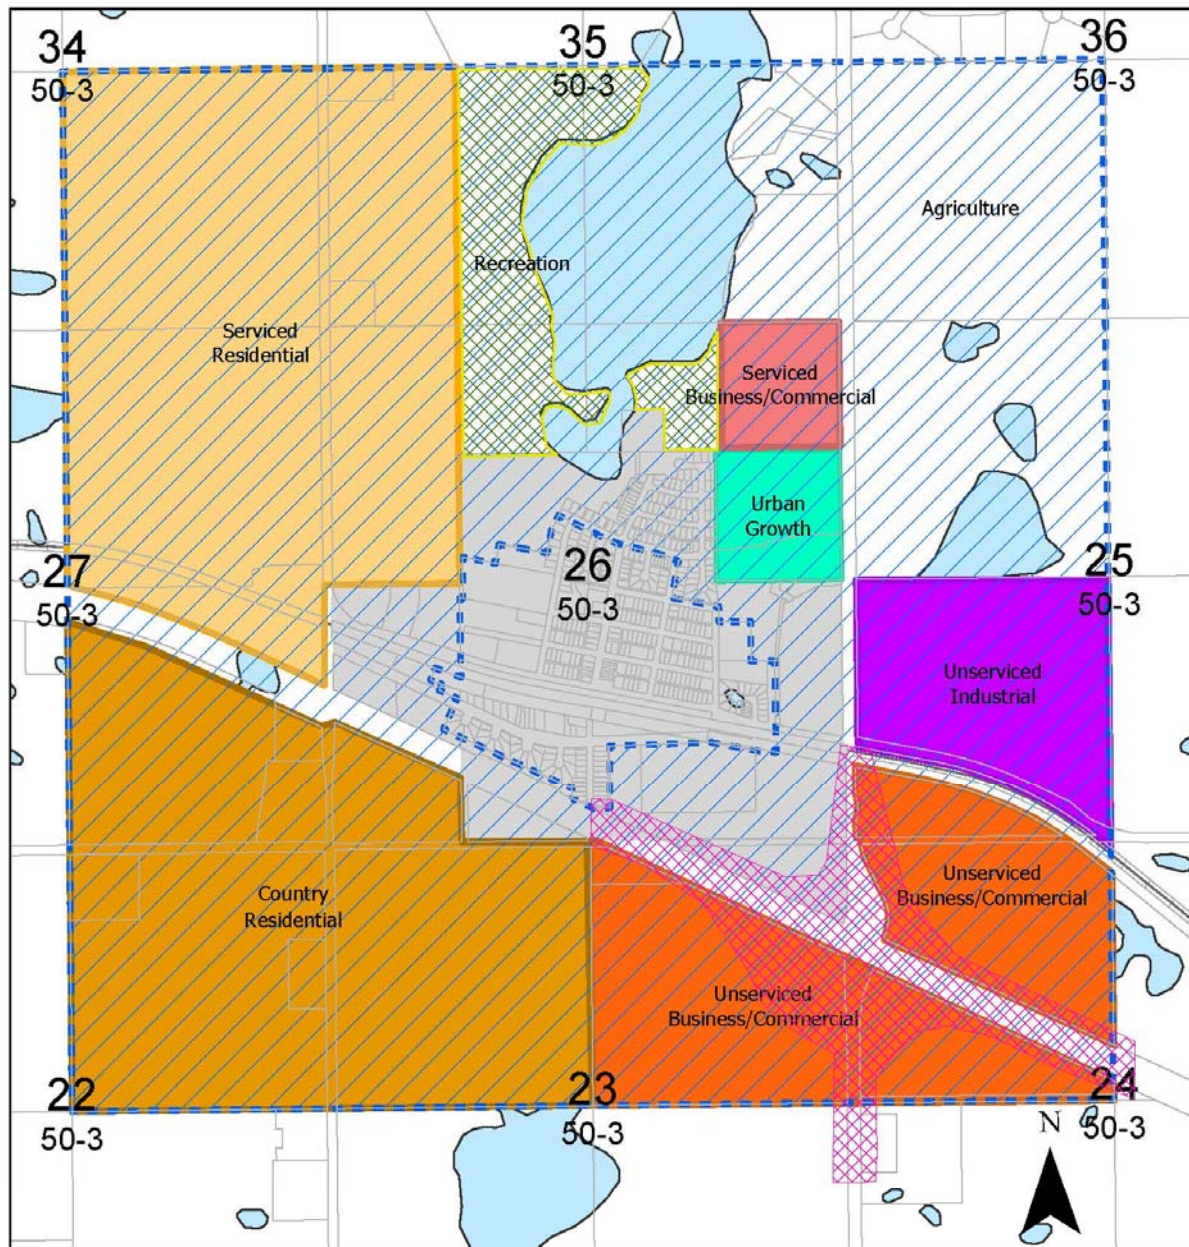 34
50-3
35
50-3
36
50-3
Agriculture
Recreation
Serviced
Residential
Serviced
Business/Commercial
Urban
Growth
27
50-3
26
50-3
25
50-3
Unserviced
Industrial
Country
Residential
Unserviced
Business/Commercial
Unserviced
Business/Commercial
22
50-3
23
50-3
24
50-3
N